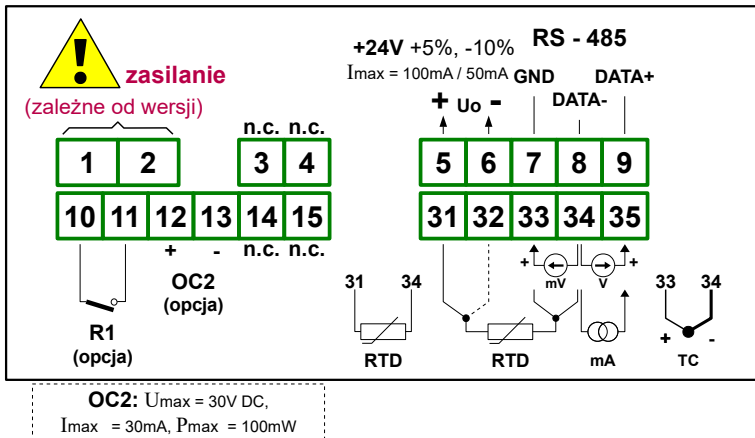 +24V +5%, -10% RS - 485
zasilanie
Imax = 100mA / 50mA GND DATA+
(zależne od wersji)
+ Uo - DATA-
n.c. n.c.
1 2 3 4 5 6 7 8 9
10 11 12 13 14 15 31 32 33 34 35
+ - n.c. n.c.
OC2
(opcja)
R1
(opcja)
31 34
RTD
RTD
+ mV V +
mA
33 34
+ -
TC
OC2: Umax = 30V DC,
Imax = 30mA, Pmax = 100mW